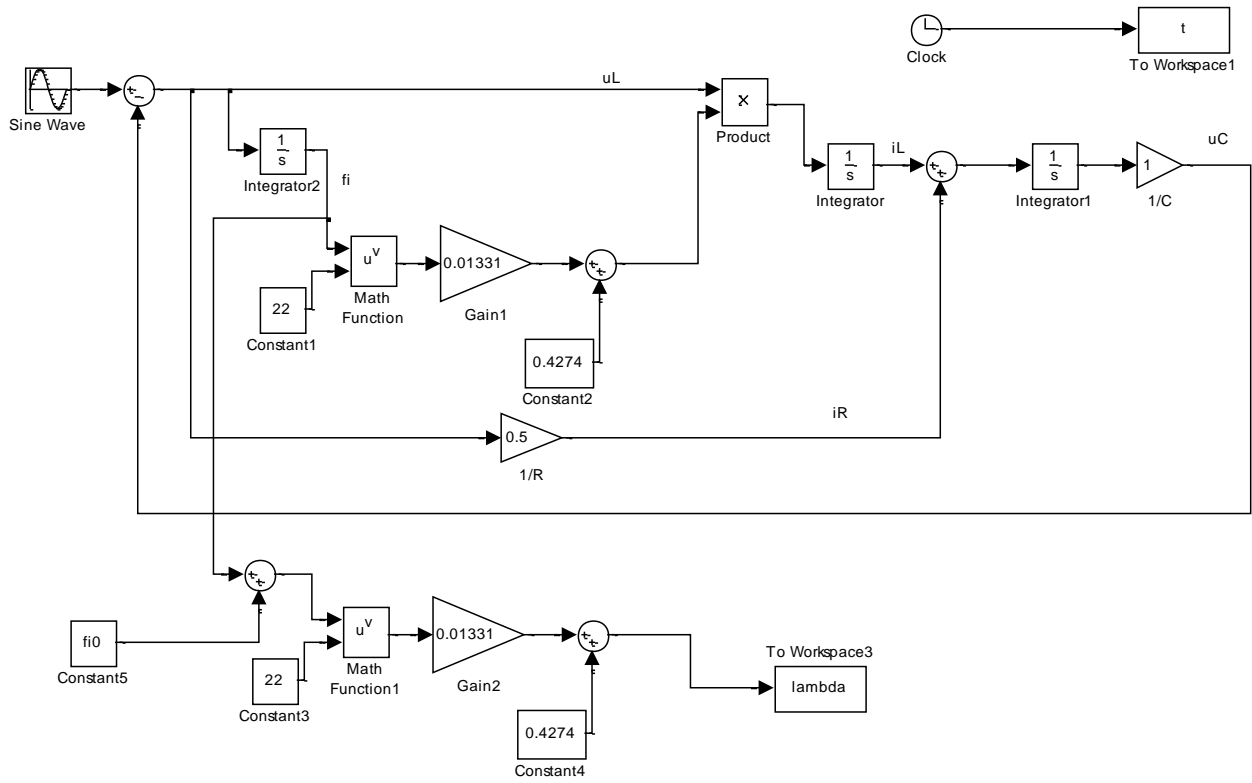 t
Clock
To Workspace1
uL
Sine Wave
x
Product
1
s
Integrator2
fi
iL
uC
1
s
Integrator
1
s
Integrator1
1
1/C
u^v
Math
Function
0.01331
Gain1
22
Constant1
0.4274
Constant2
0.5
1/R
iR
fi0
Constant5
22
Constant3
u^v
Math
Function1
0.01331
Gain2
0.4274
Constant4
To Workspace3
lambda